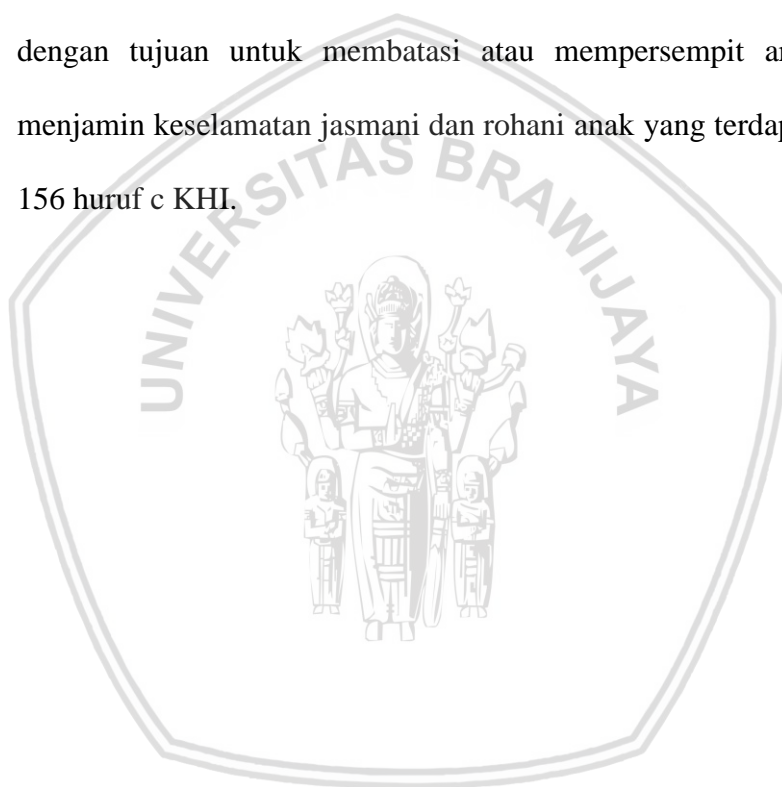 dengan tujuan untuk membatasi atau mempersempit
menjamin keselamatan jasmani dan rohani anak yang
156 huruf c KHI.
UNIVERSITAS BRAWIJAYA